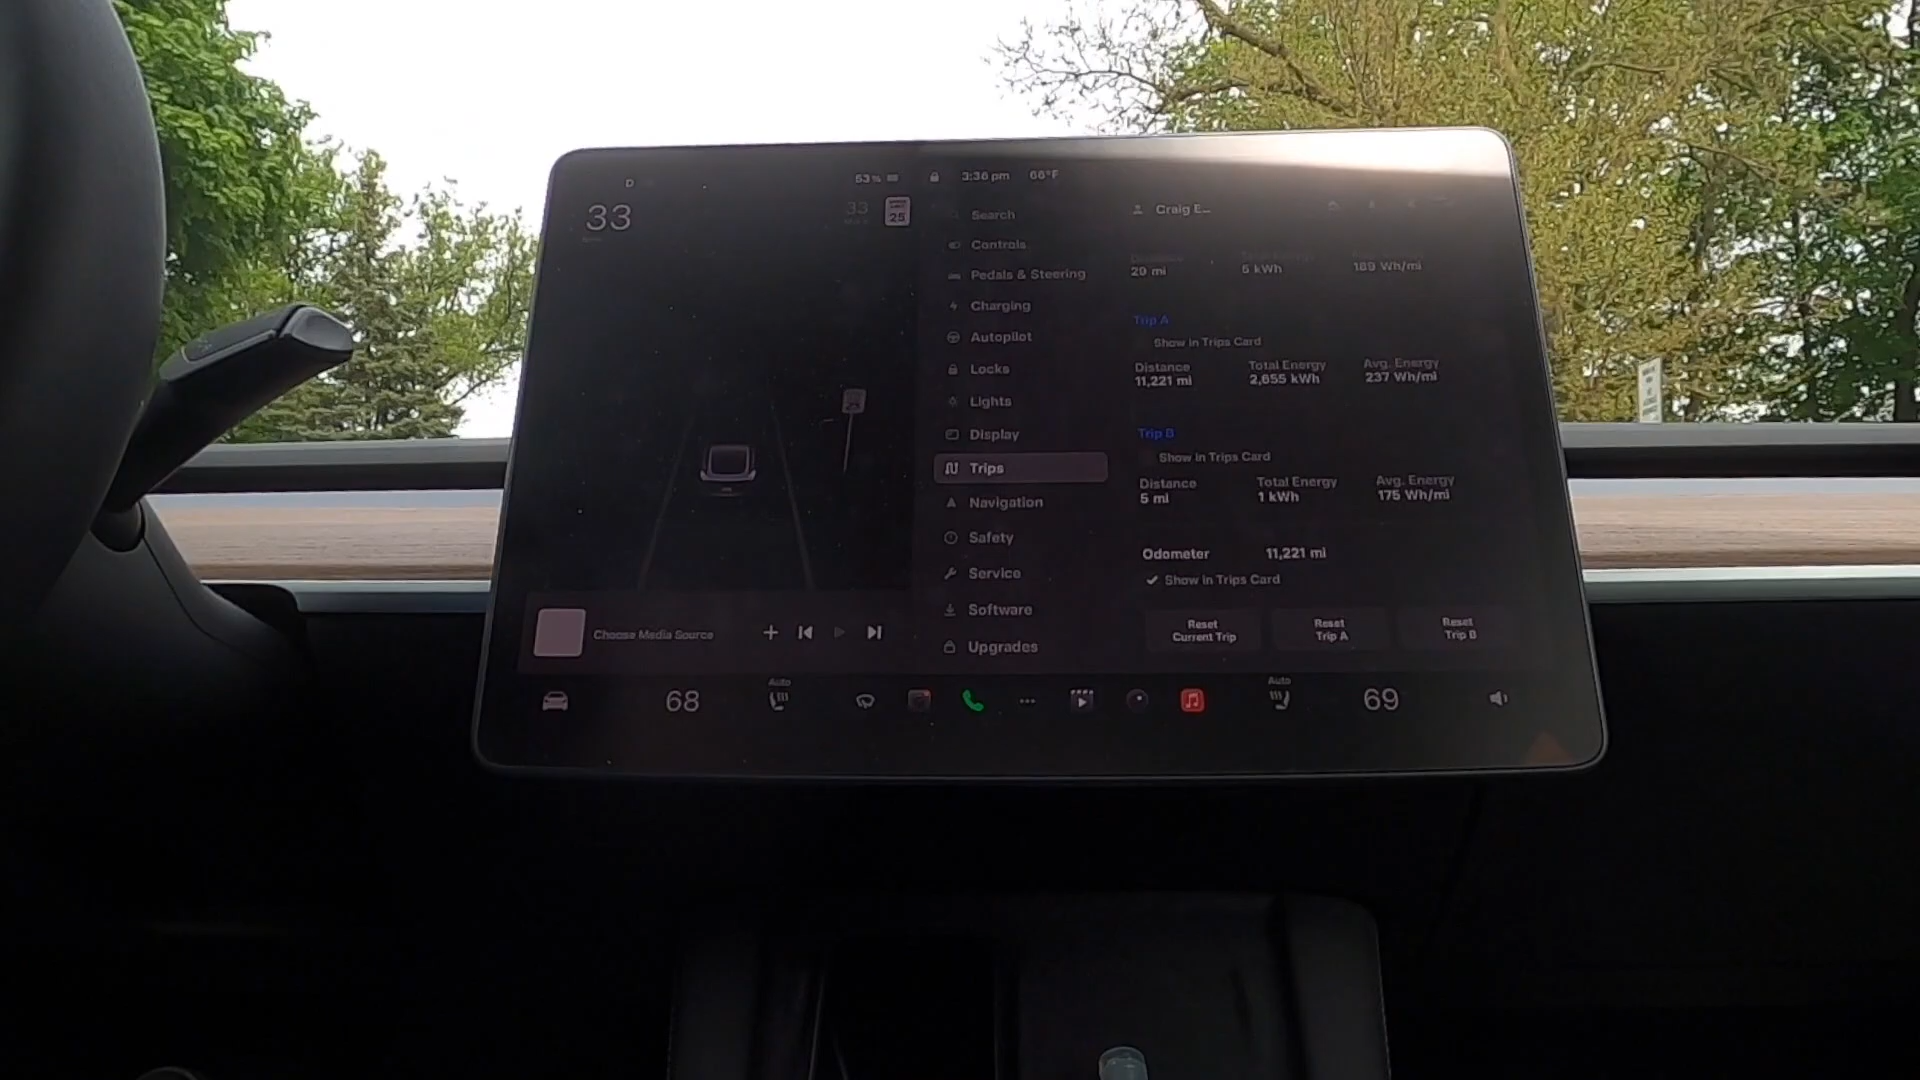 D
53%
3:36 pm
66°F
33
33
25
Search
Craig E...
Controls
Pedals & Steering
29 mi
5 kWh
189 Wh/mi
Charging
Trip A
Autopilot
Show in Trips Card
Locks
Distance
Total Energy
Avg. Energy
11,221 mi
2,655 kWh
237 Wh/mi
Lights
Display
Trip B
Show in Trips Card
Trips
Distance
Total Energy
Avg. Energy
5 mi
1 kWh
175 Wh/mi
Navigation
Safety
Odometer
11,221 mi
Service
Show in Trips Card
Software
Choose Media Source
Reset
Current Trip
Reset
Trip A
Reset
Trip B
Upgrades
68
Auto
Auto
69